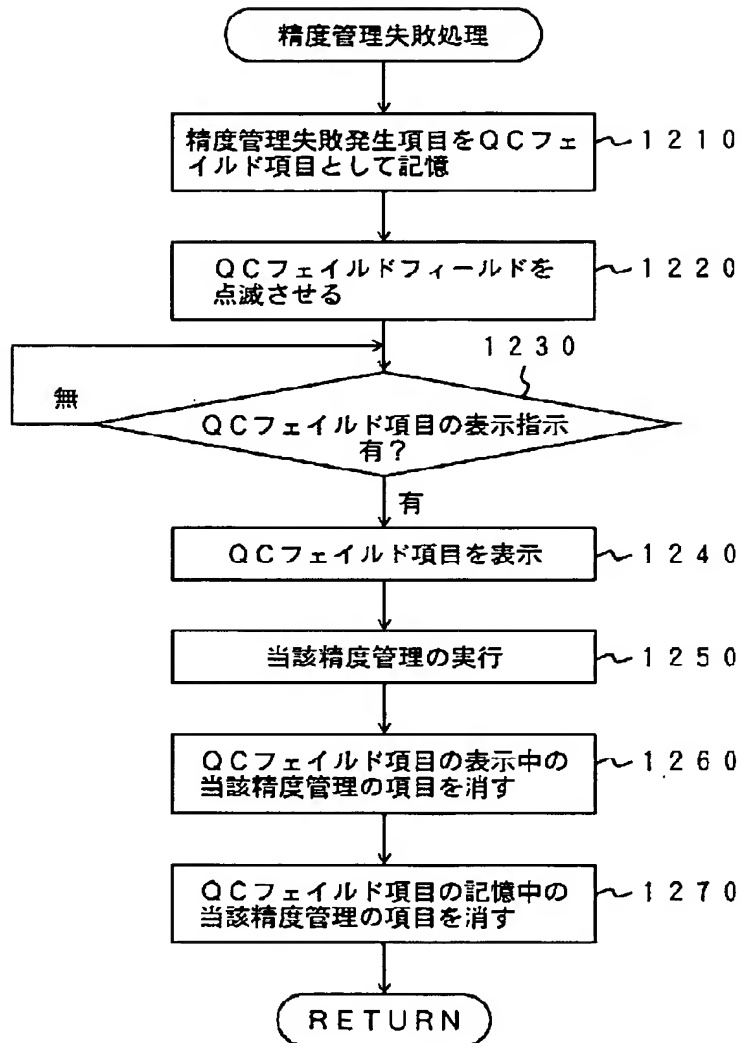 精度管理失敗処理
精度管理失敗発生項目をQCフェ
イルド項目として記憶
1210
QCフェイルドフィールドを
点滅させる
1220
1230
無
QCフェイルド項目の表示指示
有?
有
QCフェイルド項目を表示
1240
当該精度管理の実行
1250
QCフェイルド項目の表示中の
当該精度管理の項目を消す
1260
QCフェイルド項目の記憶中の
当該精度管理の項目を消す
1270
RETURN